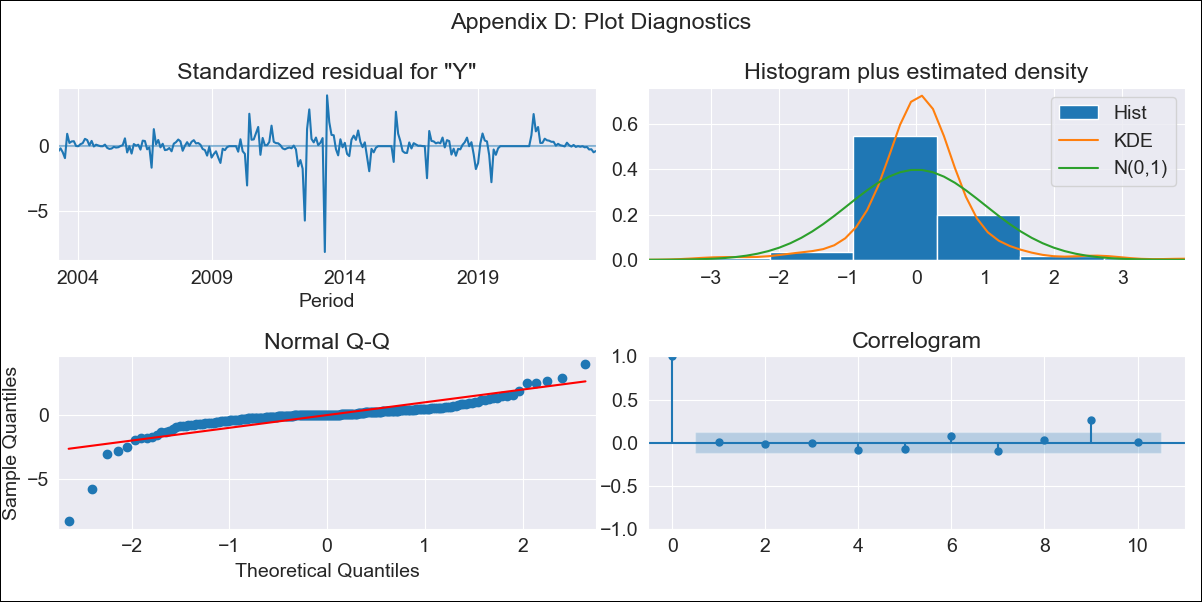 Appendix D: Plot Diagnostics
Standardized residual for "Y"
0
−5
2004 2009 2014 2019
Period
Histogram plus estimated density
0.6
0.4
0.2
0.0
−3 −2 −1 0 1 2 3
Hist
KDE
N(0,1)
Normal Q-Q
Sample Quantiles
0
−5
−2 −1 0 1 2
Theoretical Quantiles
Correlogram
1.0
0.5
0.0
−0.5
−1.0
0 2 4 6 8 10